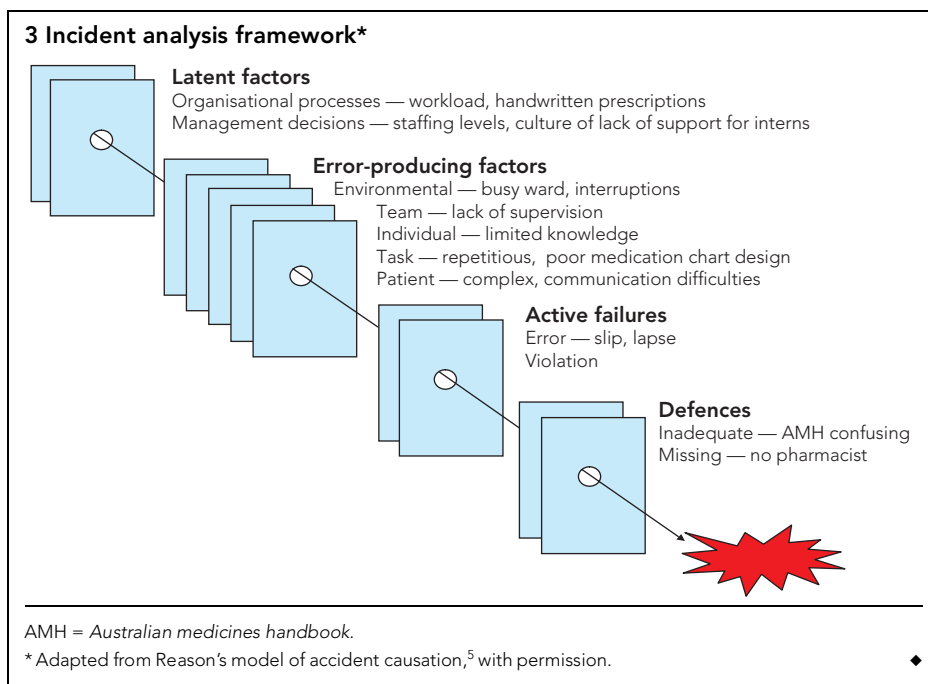 3 Incident analysis framework*
Latent factors
Organisational processes — workload, handwritten prescriptions
Management decisions — staffing levels, culture of lack of support for interns
Error-producing factors
Environmental — busy ward, interruptions
Team — lack of supervision
Individual — limited knowledge
Task — repetitive, poor medication chart design
Patient — complex, communication difficulties
Active failures
Error — slip, lapse
Violation
Defences
Inadequate — AMH confusing
Missing — no pharmacist
AMH = Australian medicines handbook.
* Adapted from Reason's model of accident causation,5 with permission. ◆